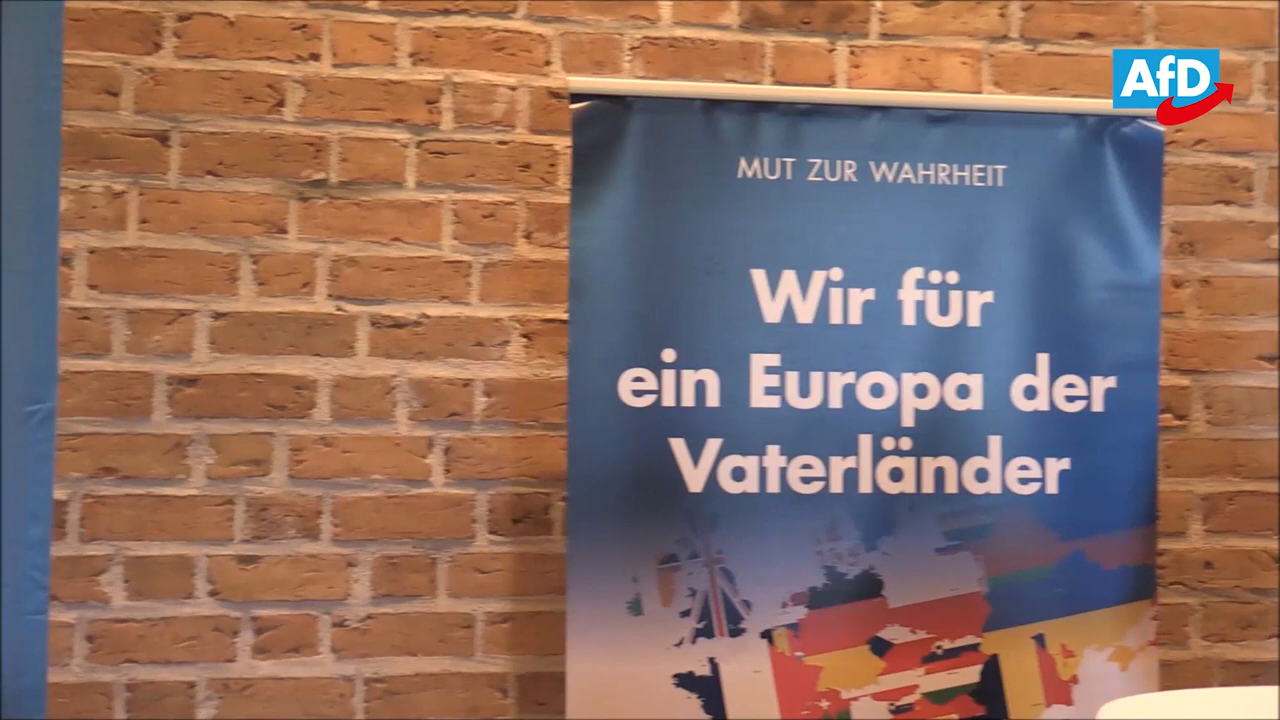 AfD
MUT ZUR WAHRHEIT
Wir für
ein Europa der
Vaterländer